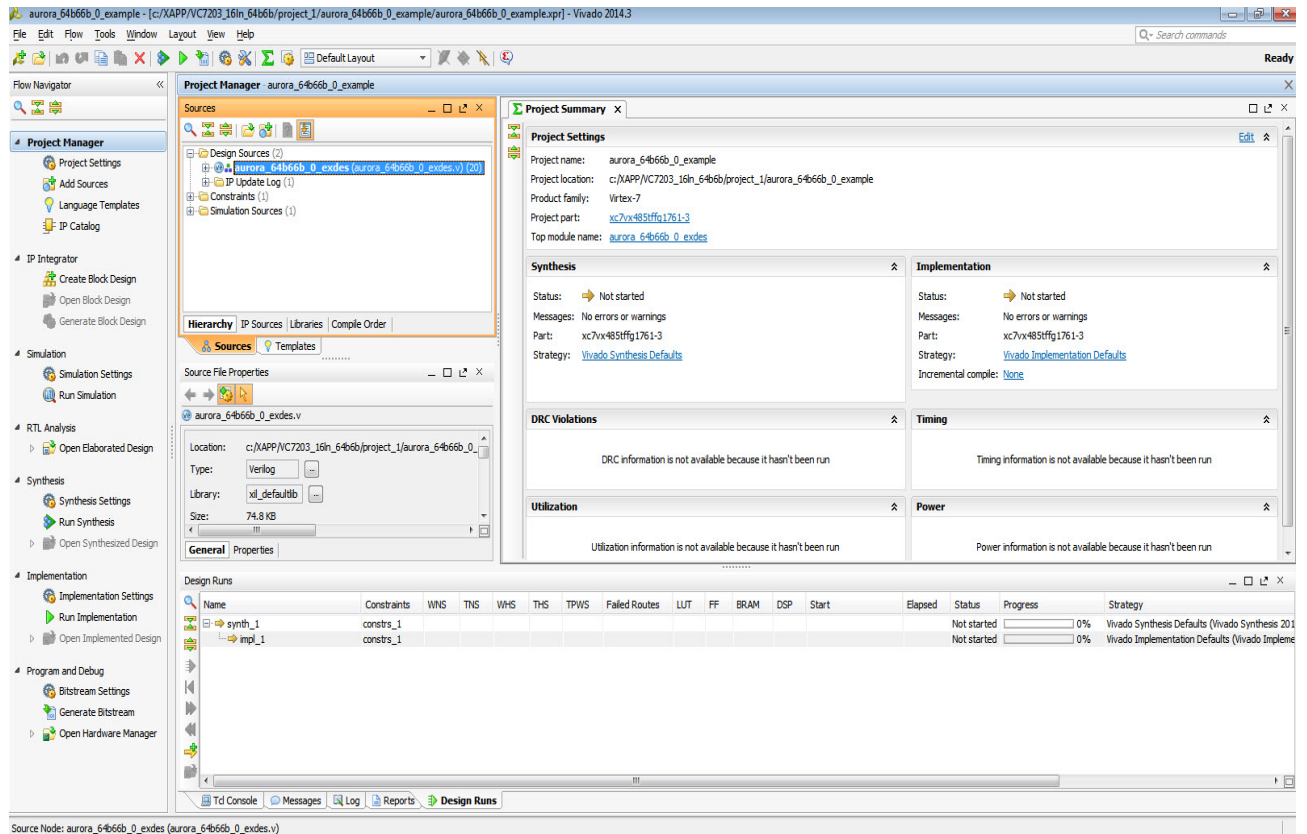 aurora_64b66b_0_example - [c:/XAPP/VC7203_16ln_64b6b/project_1/aurora_64b66b_0_example/aurora_64b66b_0_example.xpr] - Vivado 2014.3
File Edit Flow Tools Window Layout View Help
Search commands
Default Layout
Ready
Flow Navigator
Project Manager
Project Settings
Add Sources
Language Templates
IP Catalog
IP Integrator
Create Block Design
Open Block Design
Generate Block Design
Simulation
Simulation Settings
Run Simulation
RTL Analysis
Open Elaborated Design
Synthesis
Synthesis Settings
Run Synthesis
Open Synthesized Design
Implementation
Implementation Settings
Run Implementation
Open Implemented Design
Program and Debug
Bitstream Settings
Generate Bitstream
Open Hardware Manager
Project Manager - aurora_64b66b_0_example
Sources
Design Sources (2)
aurora_64b66b_0_exdes (aurora_64b66b_0_exdes.v) (20)
IP Update Log (1)
Constraints (1)
Simulation Sources (1)
Hierarchy IP Sources Libraries Compile Order
Sources Templates
Source File Properties
aurora_64b66b_0_exdes.v
Location: c:/XAPP/VC7203_16ln_64b6b/project_1/aurora_64b66b_0_
Type: Verilog
Library: xil_defaultlib
Size: 74.8 KB
General Properties
Project Summary
Project Settings Edit
Project name: aurora_64b66b_0_example
Project location: c:/XAPP/VC7203_16ln_64b6b/project_1/aurora_64b66b_0_example
Product family: Virtex-7
Project part: xc7vx485tffg1761-3
Top module name: aurora_64b66b_0_exdes
Synthesis
Status: Not started
Messages: No errors or warnings
Part: xc7vx485tffg1761-3
Strategy: Vivado Synthesis Defaults
Implementation
Status: Not started
Messages: No errors or warnings
Part: xc7vx485tffg1761-3
Strategy: Vivado Implementation Defaults
Incremental compile: None
DRC Violations
DRC information is not available because it hasn't been run
Timing
Timing information is not available because it hasn't been run
Utilization
Utilization information is not available because it hasn't been run
Power
Power information is not available because it hasn't been run
Design Runs
Name Constraints WNS TNS WHS THS TPWS Failed Routes LUT FF BRAM DSP Start Elapsed Status Progress Strategy
synth_1 constrs_1 Not started 0% Vivado Synthesis Defaults (Vivado Synthesis 201
impl_1 constrs_1 Not started 0% Vivado Implementation Defaults (Vivado Impleme
Tcl Console Messages Log Reports Design Runs
Source Node: aurora_64b66b_0_exdes (aurora_64b66b_0_exdes.v)